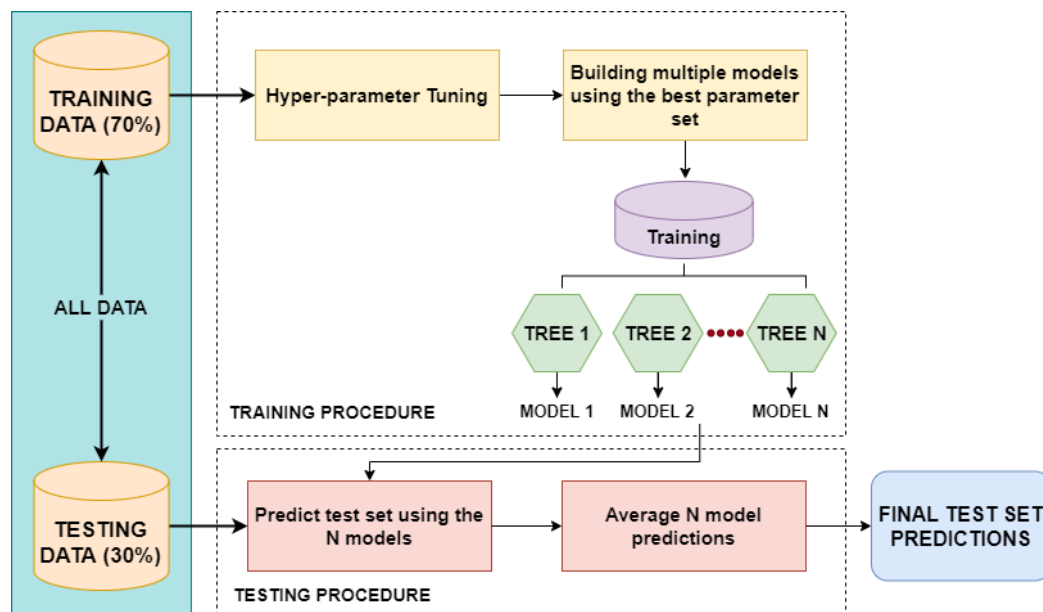 TRAINING
DATA (70%)
Hyper-parameter Tuning
Building multiple models
using the best parameter
set
Training
ALL DATA
TREE 1
TREE 2
TREE N
MODEL 1
MODEL 2
MODEL N
TRAINING PROCEDURE
TESTING
DATA (30%)
Predict test set using the
N models
Average N model
predictions
FINAL TEST SET
PREDICTIONS
TESTING PROCEDURE